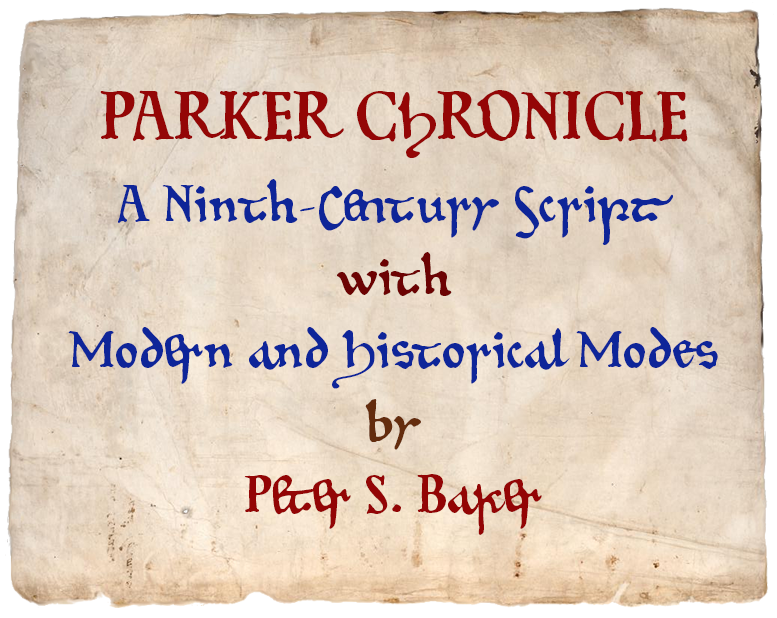 PARKER ChRONICLE
A Ninth-Century Script
with
Modern and historical Modes
by
Peter S. Baker